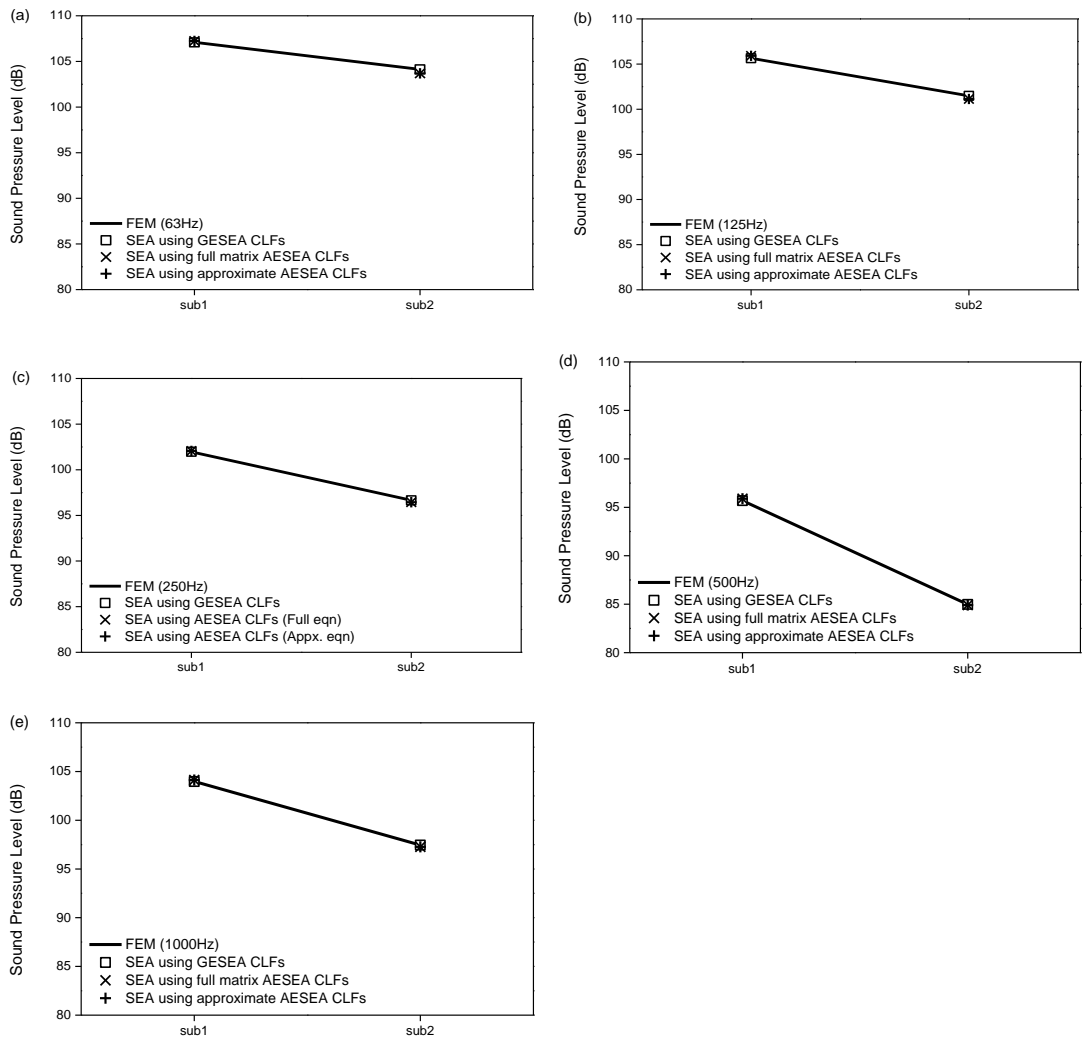 (a)
110
105
100
95
90
85
80
Sound Pressure Level (dB)
FEM (63Hz)
SEA using GESEA CLFs
SEA using full matrix AESEA CLFs
SEA using approximate AESEA CLFs
sub1 sub2
(b)
110
105
100
95
90
85
80
Sound Pressure Level (dB)
FEM (125Hz)
SEA using GESEA CLFs
SEA using full matrix AESEA CLFs
SEA using approximate AESEA CLFs
sub1 sub2
(c)
110
105
100
95
90
85
80
Sound Pressure Level (dB)
FEM (250Hz)
SEA using GESEA CLFs
SEA using AESEA CLFs (Full eqn)
SEA using AESEA CLFs (Appx. eqn)
sub1 sub2
(d)
110
105
100
95
90
85
80
Sound Pressure Level (dB)
FEM (500Hz)
SEA using GESEA CLFs
SEA using full matrix AESEA CLFs
SEA using approximate AESEA CLFs
sub1 sub2
(e)
110
105
100
95
90
85
80
Sound Pressure Level (dB)
FEM (1000Hz)
SEA using GESEA CLFs
SEA using full matrix AESEA CLFs
SEA using approximate AESEA CLFs
sub1 sub2